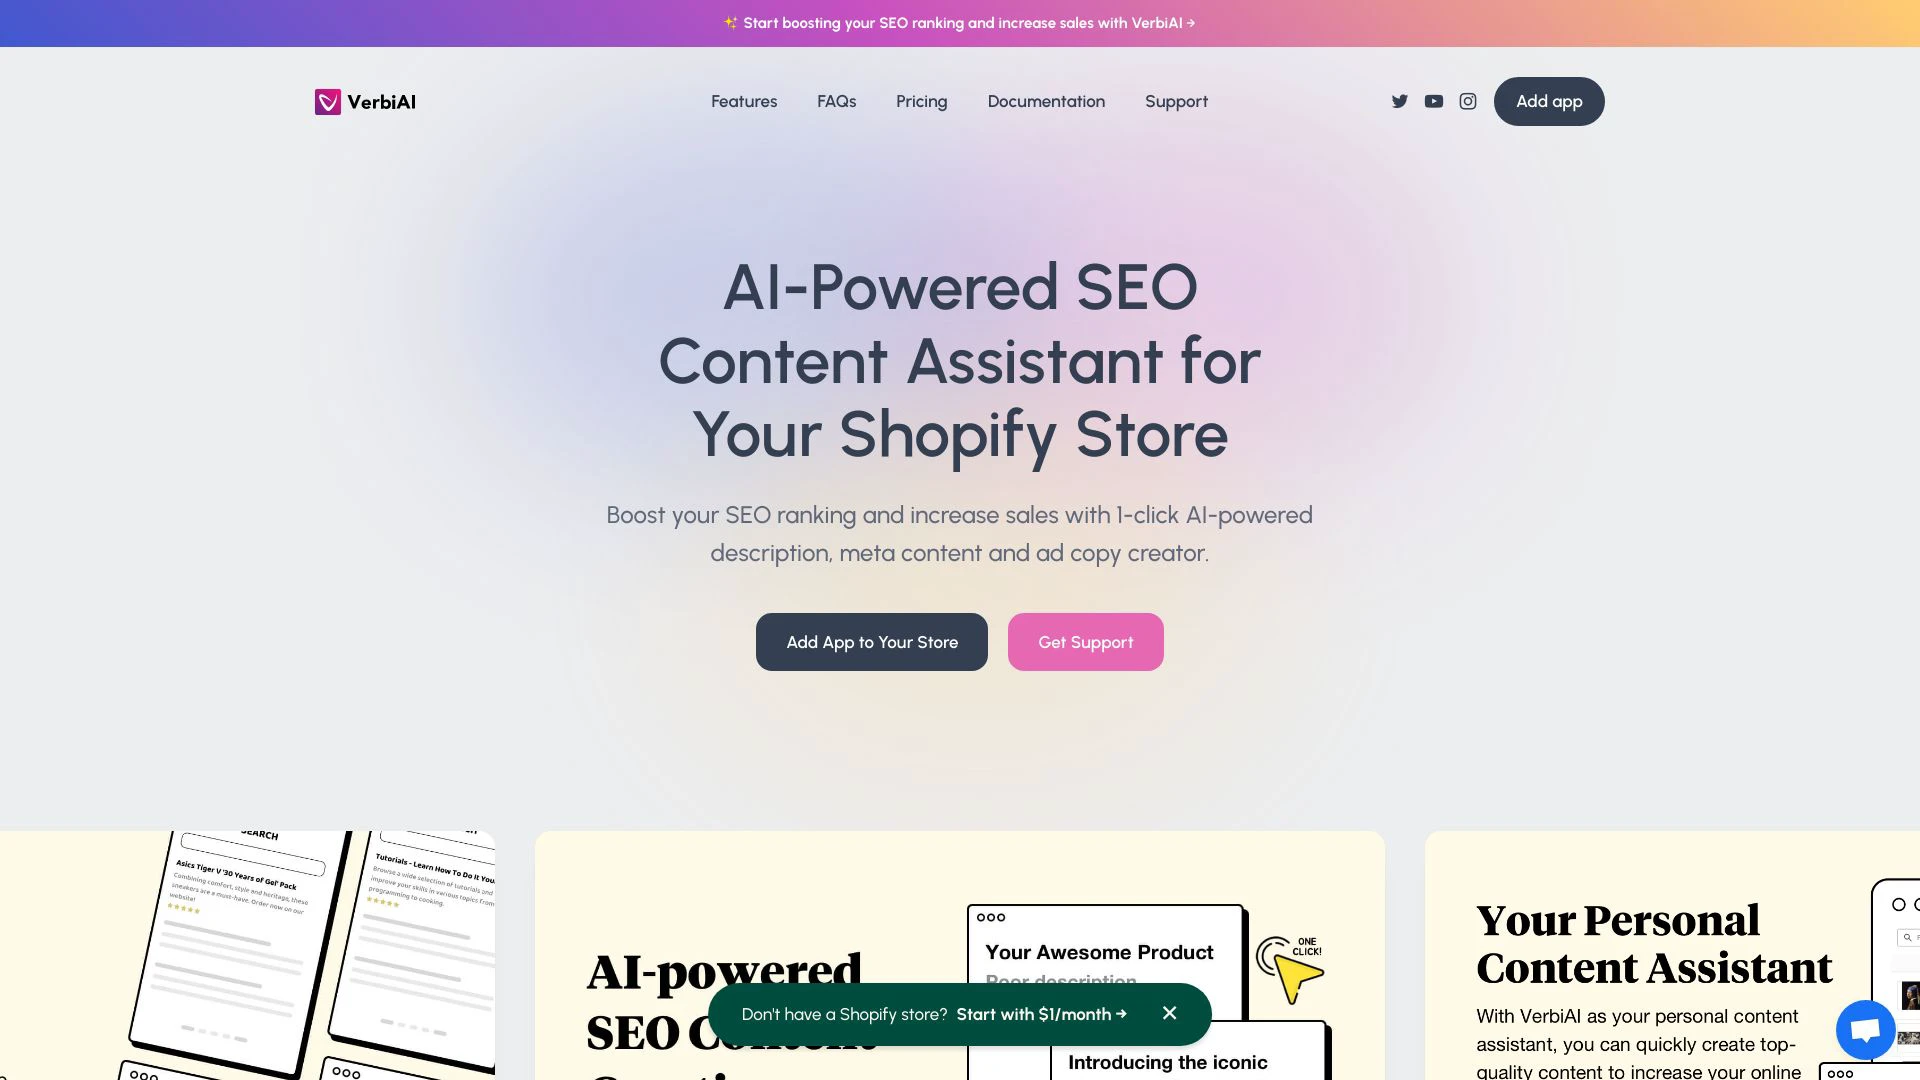 ✨ Start boosting your SEO ranking and increase sales with VerbiAI →
VerbiAI
Features
FAQs
Pricing
Documentation
Support
Add app
AI-Powered SEO
Content Assistant for
Your Shopify Store
Boost your SEO ranking and increase sales with 1-click AI-powered
description, meta content and ad copy creator.
Add App to Your Store
Get Support
SEARCH
Asics Tiger V '30 Years of Gel' Pack
Combining comfort, style and heritage, these
sneakers are a must-have. Order now on our
website!
Tutorials - Learn How To Do It You
Browse a wide selection of tutorials and
improve your skills in various topics from
programming to cooking.
AI-powered
SEO Content
Your Awesome Product
Poor description
ONE
CLICK!
Introducing the iconic
Your Personal
Content Assistant
With VerbiAI as your personal content
assistant, you can quickly create top-
quality content to increase your online
Don't have a Shopify store? Start with $1/month →